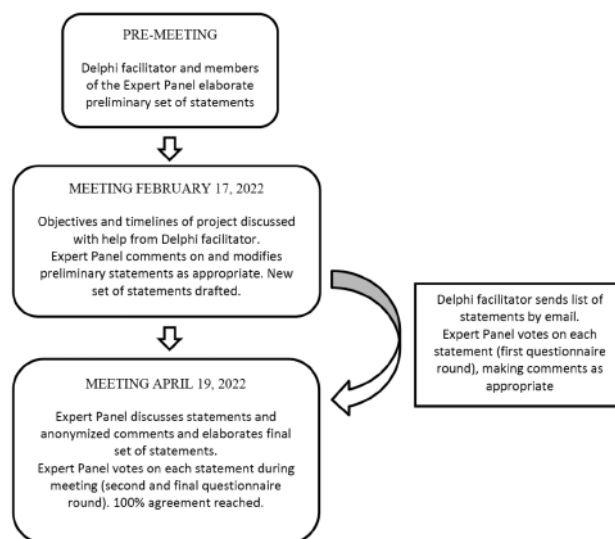 PRE-MEETING
Delphi facilitator and members
of the Expert Panel elaborate
preliminary set of statements
MEETING FEBRUARY 17, 2022
Objectives and timelines of project discussed
with help from Delphi facilitator.
Expert Panel comments on and modifies
preliminary statements as appropriate. New
set of statements drafted.
Delphi facilitator sends list of
statements by email.
Expert Panel votes on each
statement (first questionnaire
round), making comments as
appropriate
MEETING APRIL 19, 2022
Expert Panel discusses statements and
anonymized comments and elaborates final
set of statements.
Expert Panel votes on each statement during
meeting (second and final questionnaire
round). 100% agreement reached.